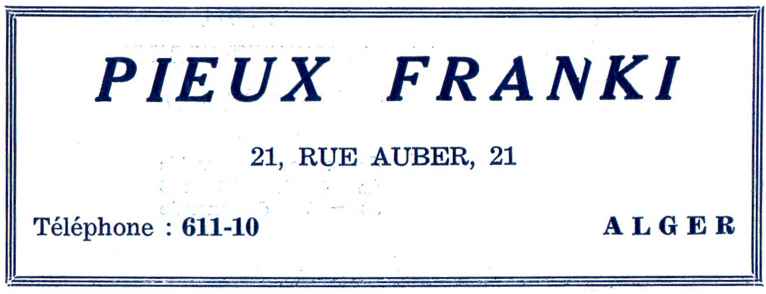 PIEUX FRANKI
21, RUE AUBER, 21
Téléphone : 611-10 ALGER